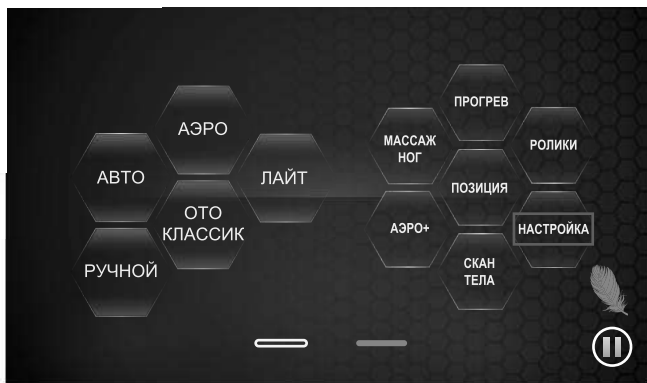 АЭРО
АВТО
ЛАЙТ
ОТО
КЛАССИК
РУЧНОЙ
ПРОГРЕВ
МАССАЖ
НОГ
РОЛИКИ
ПОЗИЦИЯ
АЭРО+
НАСТРОЙКА
СКАН
ТЕЛА